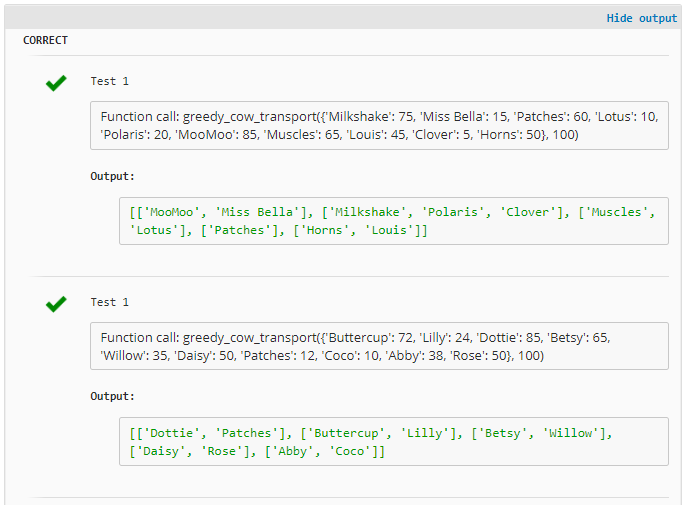 Hide output
CORRECT
Test 1
Function call: greedy_cow_transport({'Milkshake': 75, 'Miss Bella': 15, 'Patches': 60, 'Lotus': 10,
'Polaris': 20, 'MooMoo': 85, 'Muscles': 65, 'Louis': 45, 'Clover': 5, 'Horns': 50}, 100)
Output:
[['MooMoo', 'Miss Bella'], ['Milkshake', 'Polaris', 'Clover'], ['Muscles',
'Lotus'], ['Patches'], ['Horns', 'Louis']]
Test 1
Function call: greedy_cow_transport({'Buttercup': 72, 'Lilly': 24, 'Dottie': 85, 'Betsy': 65,
'Willow': 35, 'Daisy': 50, 'Patches': 12, 'Coco': 10, 'Abby': 38, 'Rose': 50}, 100)
Output:
[['Dottie', 'Patches'], ['Buttercup', 'Lilly'], ['Betsy', 'Willow'],
['Daisy', 'Rose'], ['Abby', 'Coco']]